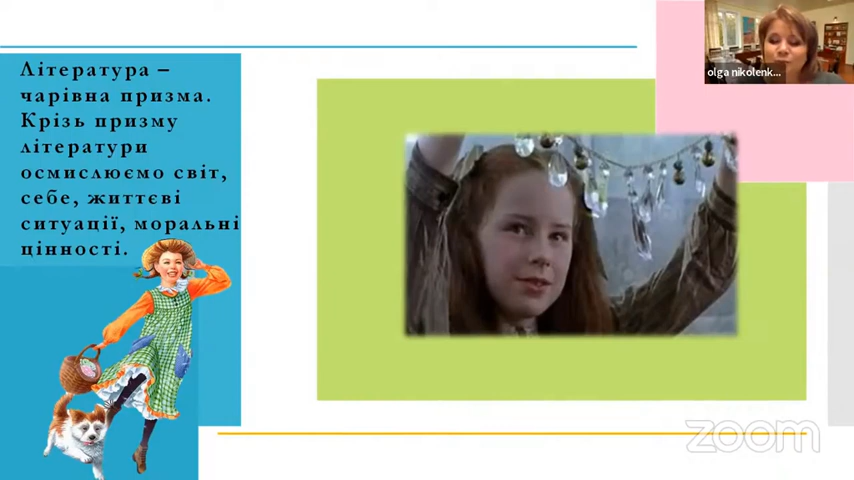 Література –
чарівна призма.
Крізь призму
літератури
осмислюємо світ,
себе, життєві
ситуації, моральні
цінності.
olga nikolenk...
zoom